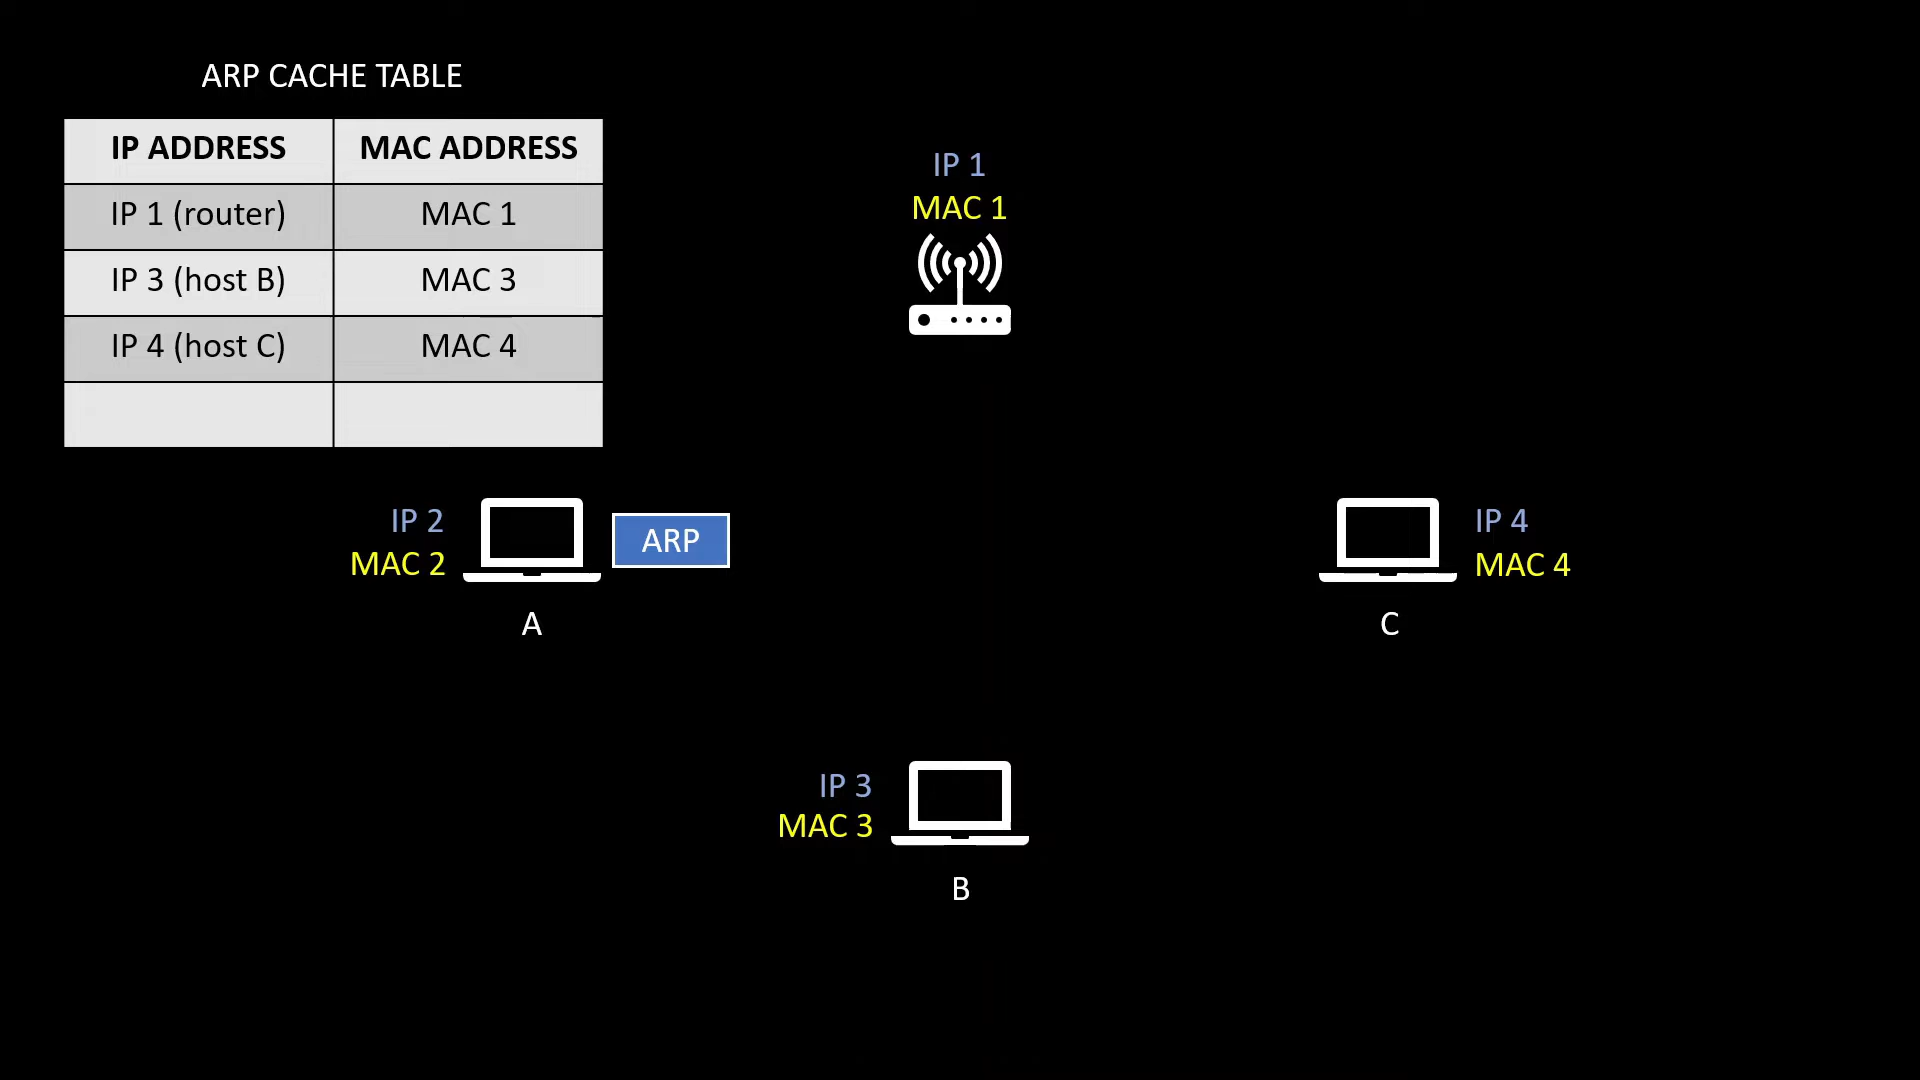 ARP CACHE TABLE
IP ADDRESS MAC ADDRESS
IP 1 (router) MAC 1
IP 3 (host B) MAC 3
IP 4 (host C) MAC 4
IP 1
MAC 1
IP 2
MAC 2
ARP
A
IP 4
MAC 4
C
IP 3
MAC 3
B